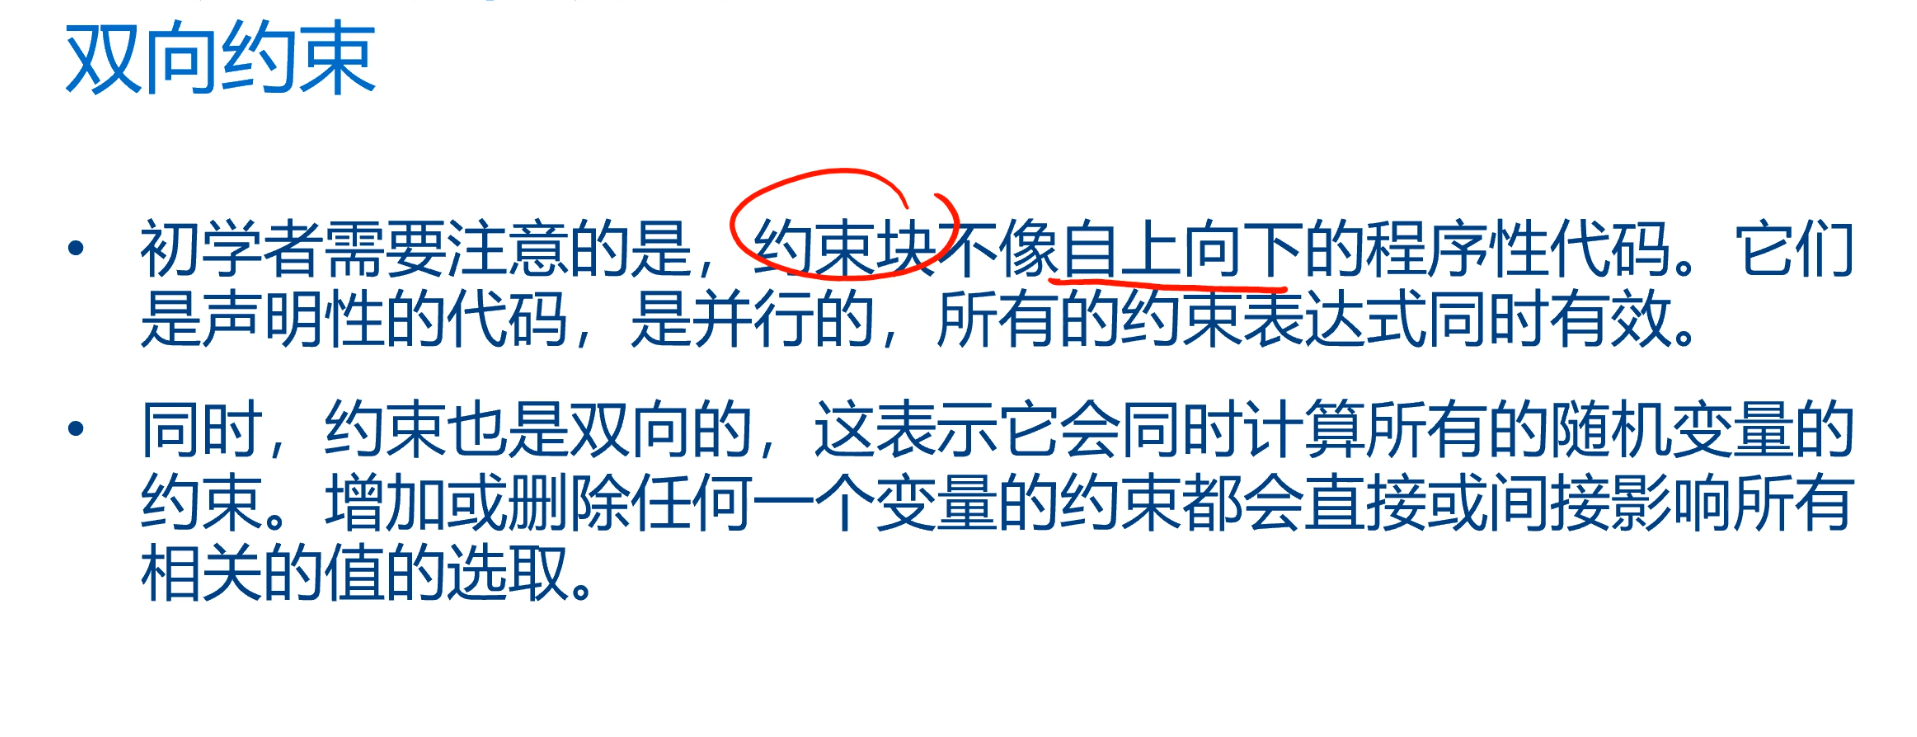 双向约束
• 初学者需要注意的是，约束块不像自上向下的程序性代码。它们
是声明性的代码，是并行的，所有的约束表达式同时有效。
• 同时，约束也是双向的，这表示它会同时计算所有的随机变量的
约束。增加或删除任何一个变量的约束都会直接或间接影响所有
相关的值的选取。